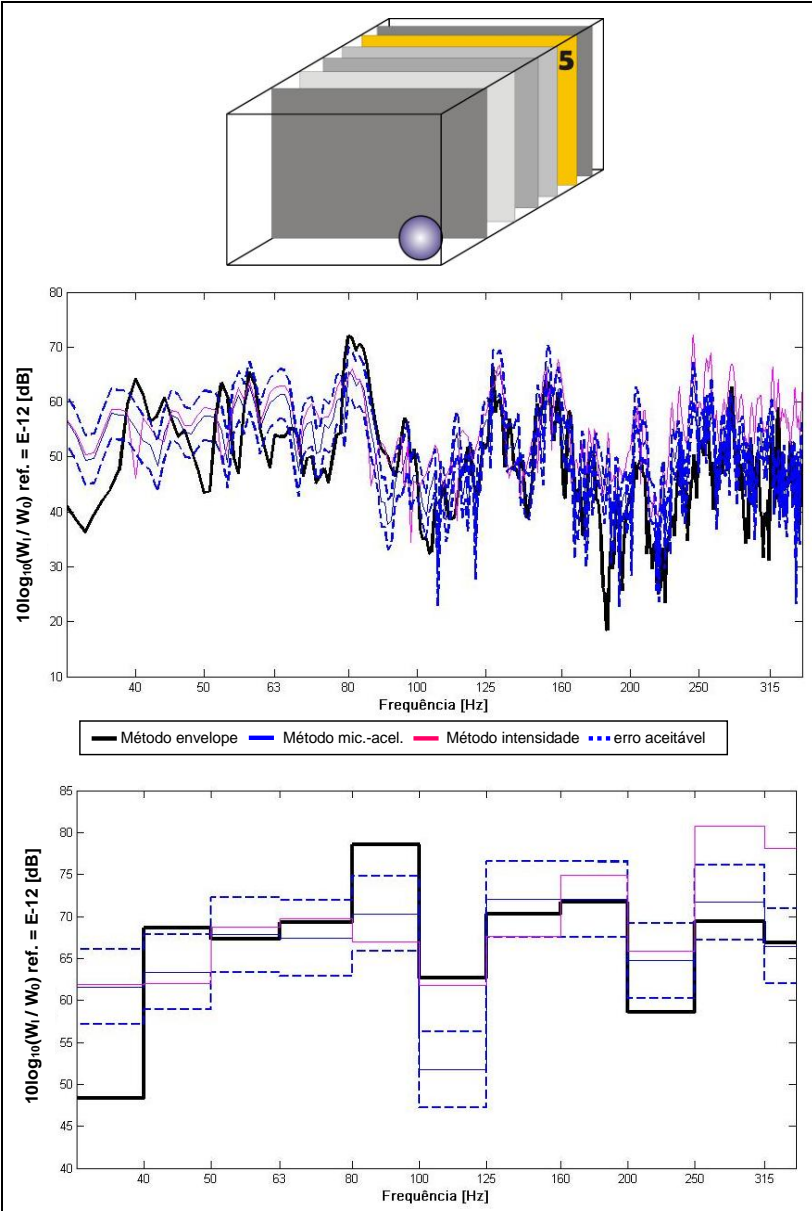 5
80
70
60
50
40
30
20
10
10log₁₀(Wᵢ / W₀) ref. = E-12 [dB]
40 50 63 80 100 125 160 200 250 315
Frequência [Hz]
Método envelope Método mic.-acel. Método intensidade erro aceitável
85
80
75
70
65
60
55
50
45
40
10log₁₀(Wᵢ / W₀) ref. = E-12 [dB]
40 50 63 80 100 125 160 200 250 315
Frequência [Hz]